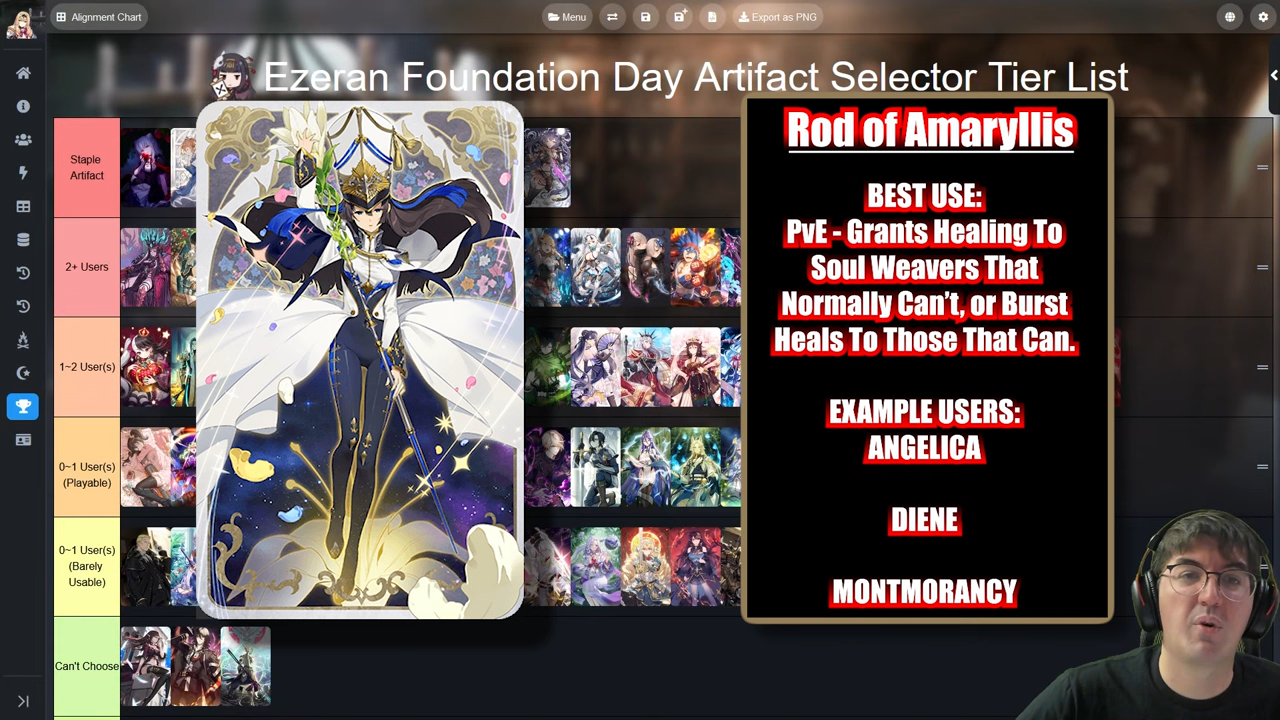 Alignment Chart
Menu
Export as PNG
Ezeran Foundation Day Artifact Selector Tier List
Staple
Artifact
2+ Users
1~2 User(s)
0~1 User(s)
(Playable)
0~1 User(s)
(Barely
Usable)
Can't Choose
Rod of Amaryllis
BEST USE:
PvE - Grants Healing To
Soul Weavers That
Normally Can't, or Burst
Heals To Those That Can.
EXAMPLE USERS:
ANGELICA
DIENE
MONTMORANCY